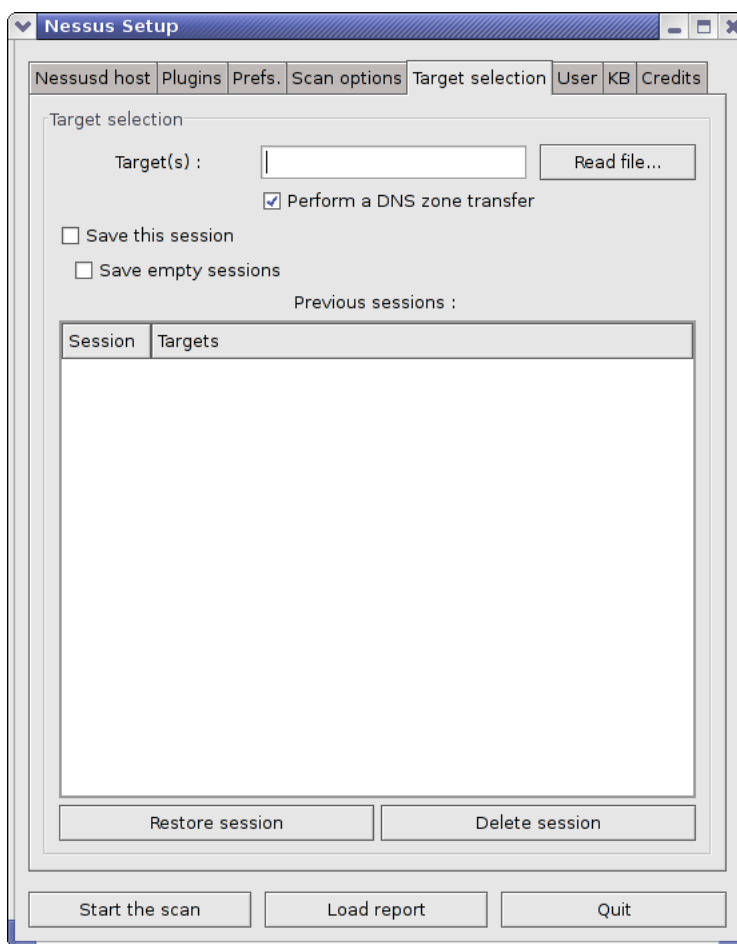 Nessus Setup
Nessusd host Plugins Prefs. Scan options Target selection User KB Credits
Target selection
Target(s) : Read file...
Perform a DNS zone transfer
Save this session
Save empty sessions
Previous sessions :
Session Targets
Restore session Delete session
Start the scan Load report Quit